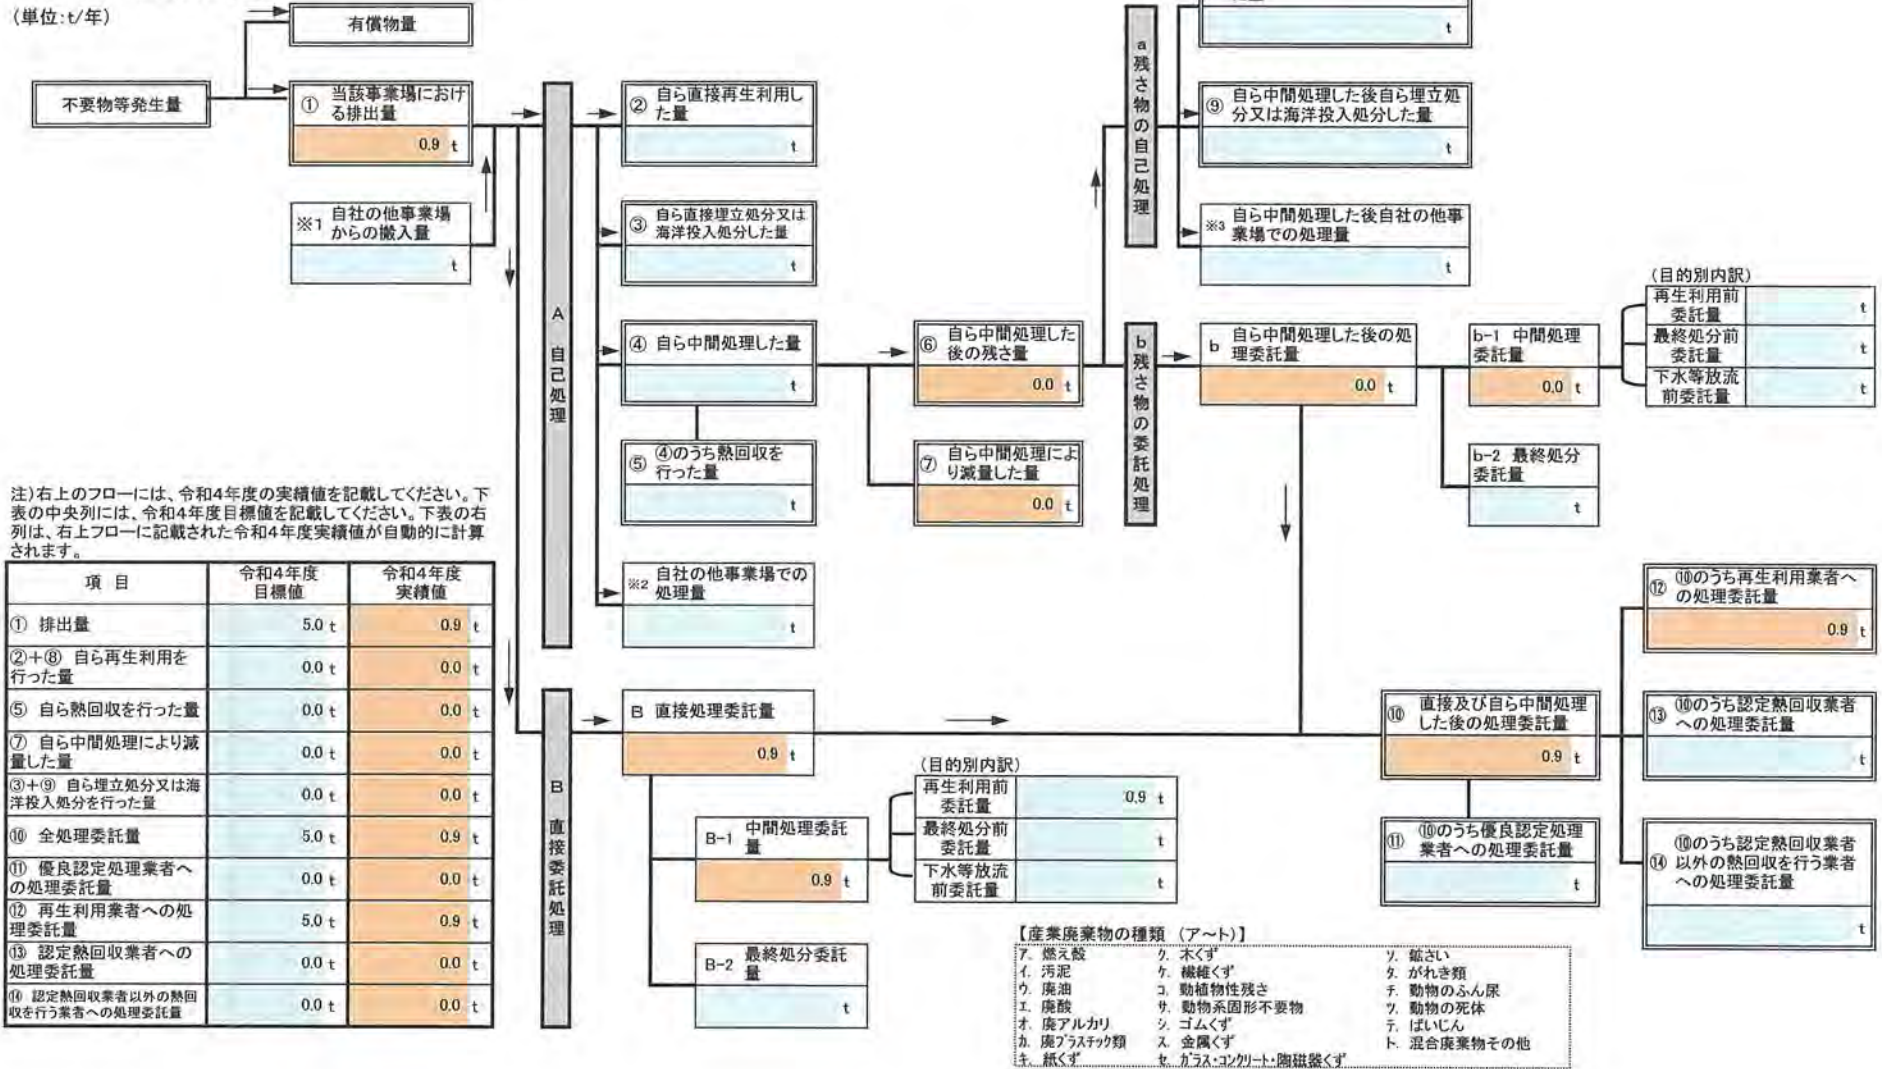 (単位:t/年)
有償物量
不要物等発生量
① 当該事業場におけ
る排出量
0.9 t
※1 自社の他事業場
からの搬入量
t
A 自己処理
② 自ら直接再生利用し
た量
t
③ 自ら直接埋立処分又は
海洋投入処分した量
t
④ 自ら中間処理した量
t
⑤ ④のうち熱回収を
行った量
t
※2 自社の他事業場での
処理量
t
⑥ 自ら中間処理した
後の残さ量
0.0 t
⑦ 自ら中間処理によ
り減量した量
0.0 t
a 残さ物の自己処理
t
⑨ 自ら中間処理した後自ら埋立処
分又は海洋投入処分した量
t
※3 自ら中間処理した後自社の他事
業場での処理量
t
b 残さ物の委託処理
b 自ら中間処理した後の処
理委託量
0.0 t
b-1 中間処理
委託量
0.0 t
b-2 最終処分
委託量
t
(目的別内訳)
再生利用前
委託量
t
最終処分前
委託量
t
下水等放流
前委託量
t
注)右上のフローには、令和4年度の実績値を記載してください。下
表の中央列には、令和4年度目標値を記載してください。下表の右
列は、右上フローに記載された令和4年度実績値が自動的に計算
されます。
項 目 令和4年度 目標値 令和4年度 実績値
① 排出量 5.0 t 0.9 t
②+⑧ 自ら再生利用を
行った量 0.0 t 0.0 t
⑤ 自ら熱回収を行った量 0.0 t 0.0 t
⑦ 自ら中間処理により減
量した量 0.0 t 0.0 t
③+⑨ 自ら埋立処分又は海
洋投入処分を行った量 0.0 t 0.0 t
⑩ 全処理委託量 5.0 t 0.9 t
⑪ 優良認定処理業者へ
の処理委託量 0.0 t 0.0 t
⑫ 再生利用業者への処
理委託量 5.0 t 0.9 t
⑬ 認定熱回収業者への
処理委託量 0.0 t 0.0 t
⑭ 認定熱回収業者以外の熱回
収を行う業者への処理委託量 0.0 t 0.0 t
B 直接委託処理
B 直接処理委託量
0.9 t
B-1 中間処理委託
量
0.9 t
B-2 最終処分委託
量
t
(目的別内訳)
再生利用前
委託量
0.9 t
最終処分前
委託量
t
下水等放流
前委託量
t
⑩ 直接及び自ら中間処理
した後の処理委託量
0.9 t
⑪ ⑩のうち優良認定処理
業者への処理委託量
t
⑫ ⑩のうち再生利用業者へ
の処理委託量
0.9 t
⑬ ⑩のうち認定熱回収業者
への処理委託量
t
⑭ ⑩のうち認定熱回収業者
以外の熱回収を行う業者
への処理委託量
t
【産業廃棄物の種類 (ア~ト)】
ア. 燃え殻 ク. 木くず ソ. 鉱さい
イ. 汚泥 ケ. 繊維くず タ. がれき類
ウ. 廃油 コ. 動植物性残さ チ. 動物のふん尿
エ. 廃酸 サ. 動物系固形不要物 ツ. 動物の死体
オ. 廃アルカリ シ. ゴムくず テ. ばいじん
カ. 廃プラスチック類 ス. 金属くず ト. 混合廃棄物その他
キ. 紙くず セ. ガラス・コンクリート・陶磁器くず